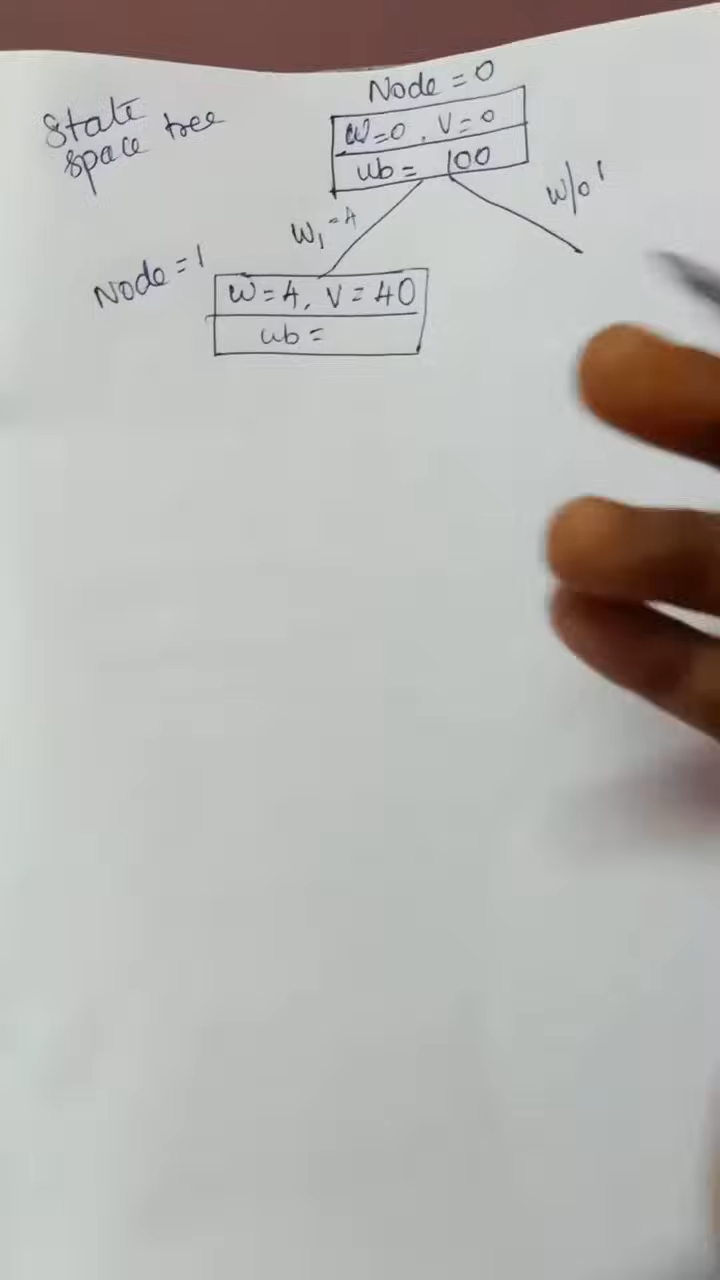 State
space tree
Node = 0
W=0, V=0
ub= 100
W₁=4
w/o 1
Node = 1
W=4, V=40
ub=